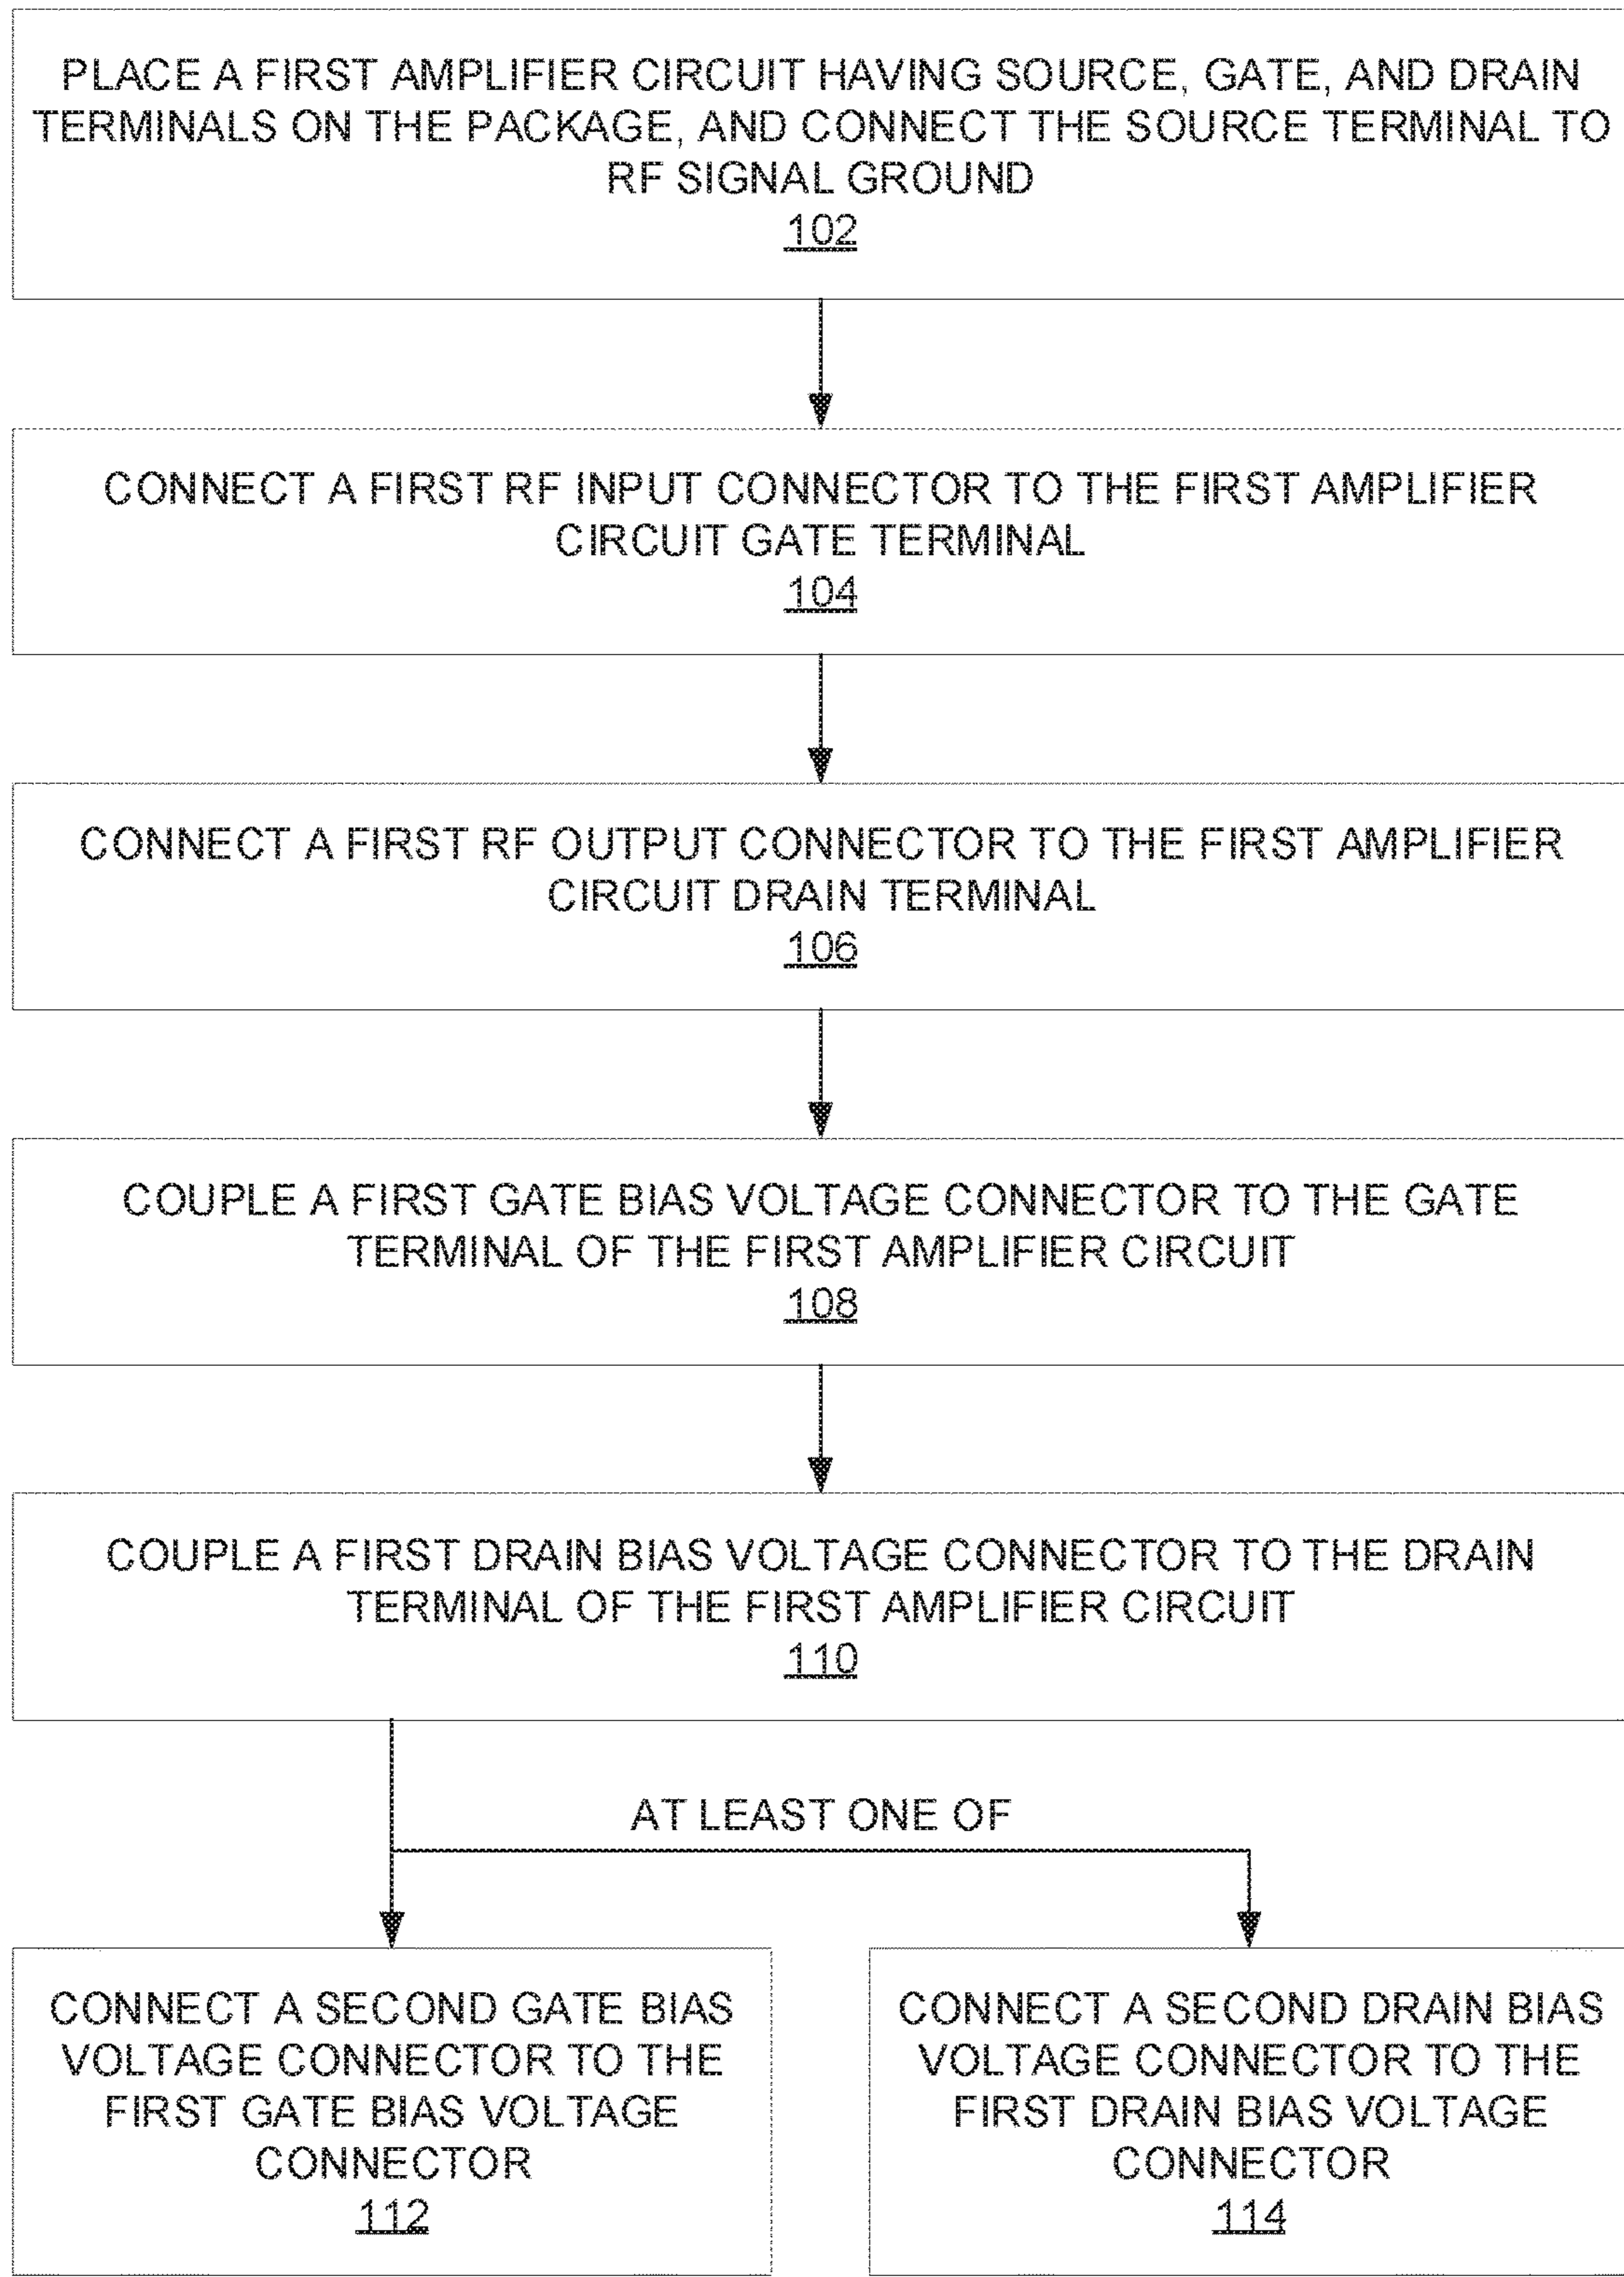 PLACE A FIRST AMPLIFIER CIRCUIT HAVING SOURCE, GATE, AND DRAIN
TERMINALS ON THE PACKAGE, AND CONNECT THE SOURCE TERMINAL TO
RF SIGNAL GROUND
102
CONNECT A FIRST RF INPUT CONNECTOR TO THE FIRST AMPLIFIER
CIRCUIT GATE TERMINAL
104
CONNECT A FIRST RF OUTPUT CONNECTOR TO THE FIRST AMPLIFIER
CIRCUIT DRAIN TERMINAL
106
COUPLE A FIRST GATE BIAS VOLTAGE CONNECTOR TO THE GATE
TERMINAL OF THE FIRST AMPLIFIER CIRCUIT
108
COUPLE A FIRST DRAIN BIAS VOLTAGE CONNECTOR TO THE DRAIN
TERMINAL OF THE FIRST AMPLIFIER CIRCUIT
110
AT LEAST ONE OF
CONNECT A SECOND GATE BIAS
VOLTAGE CONNECTOR TO THE
FIRST GATE BIAS VOLTAGE
CONNECTOR
112
CONNECT A SECOND DRAIN BIAS
VOLTAGE CONNECTOR TO THE
FIRST DRAIN BIAS VOLTAGE
CONNECTOR
114